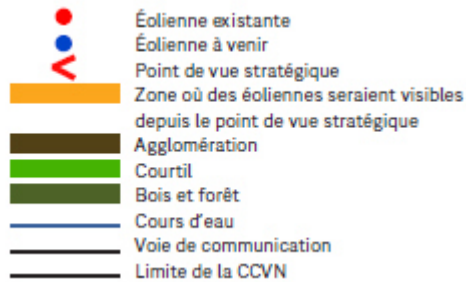 Éolienne existante
Éolienne à venir
Point de vue stratégique
Zone où des éoliennes seraient visibles
depuis le point de vue stratégique
Agglomération
Courtil
Bois et forêt
Cours d'eau
Voie de communication
Limite de la CCVN